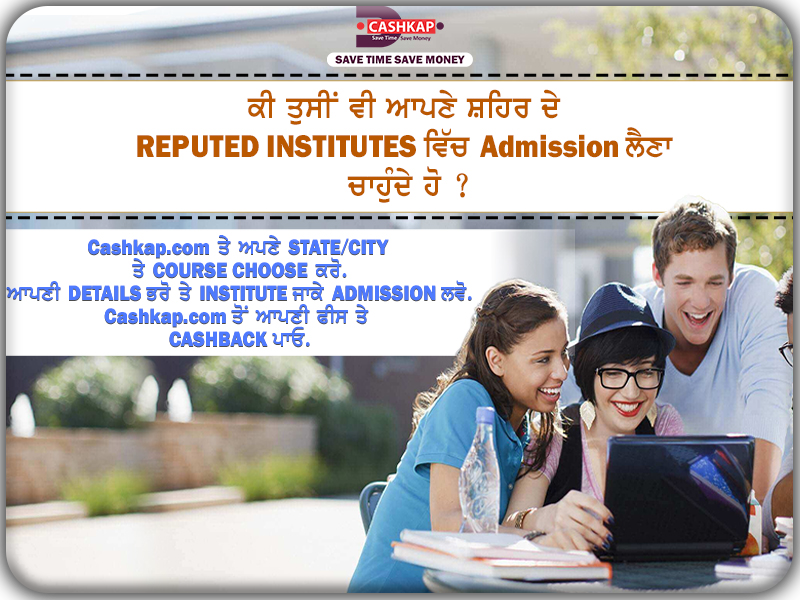 CASHKAP
Save Time Save Money
SAVE TIME SAVE MONEY
ਕੀ ਤੁਸੀਂ ਵੀ ਆਪਣੇ ਸ਼ਹਿਰ ਦੇ
REPUTED INSTITUTES ਵਿੱਚ Admission ਲੈਣਾ
ਚਾਹੁੰਦੇ ਹੋ ?
Cashkap.com ਤੇ ਅਪਣੇ STATE/CITY
ਤੇ COURSE CHOOSE ਕਰੋ.
ਆਪਣੀ DETAILS ਭਰੋ ਤੇ INSTITUTE ਜਾਕੇ ADMISSION ਲਵੋ.
Cashkap.com ਤੋਂ ਆਪਣੀ ਫੀਸ ਤੇ
CASHBACK ਪਾਓ.